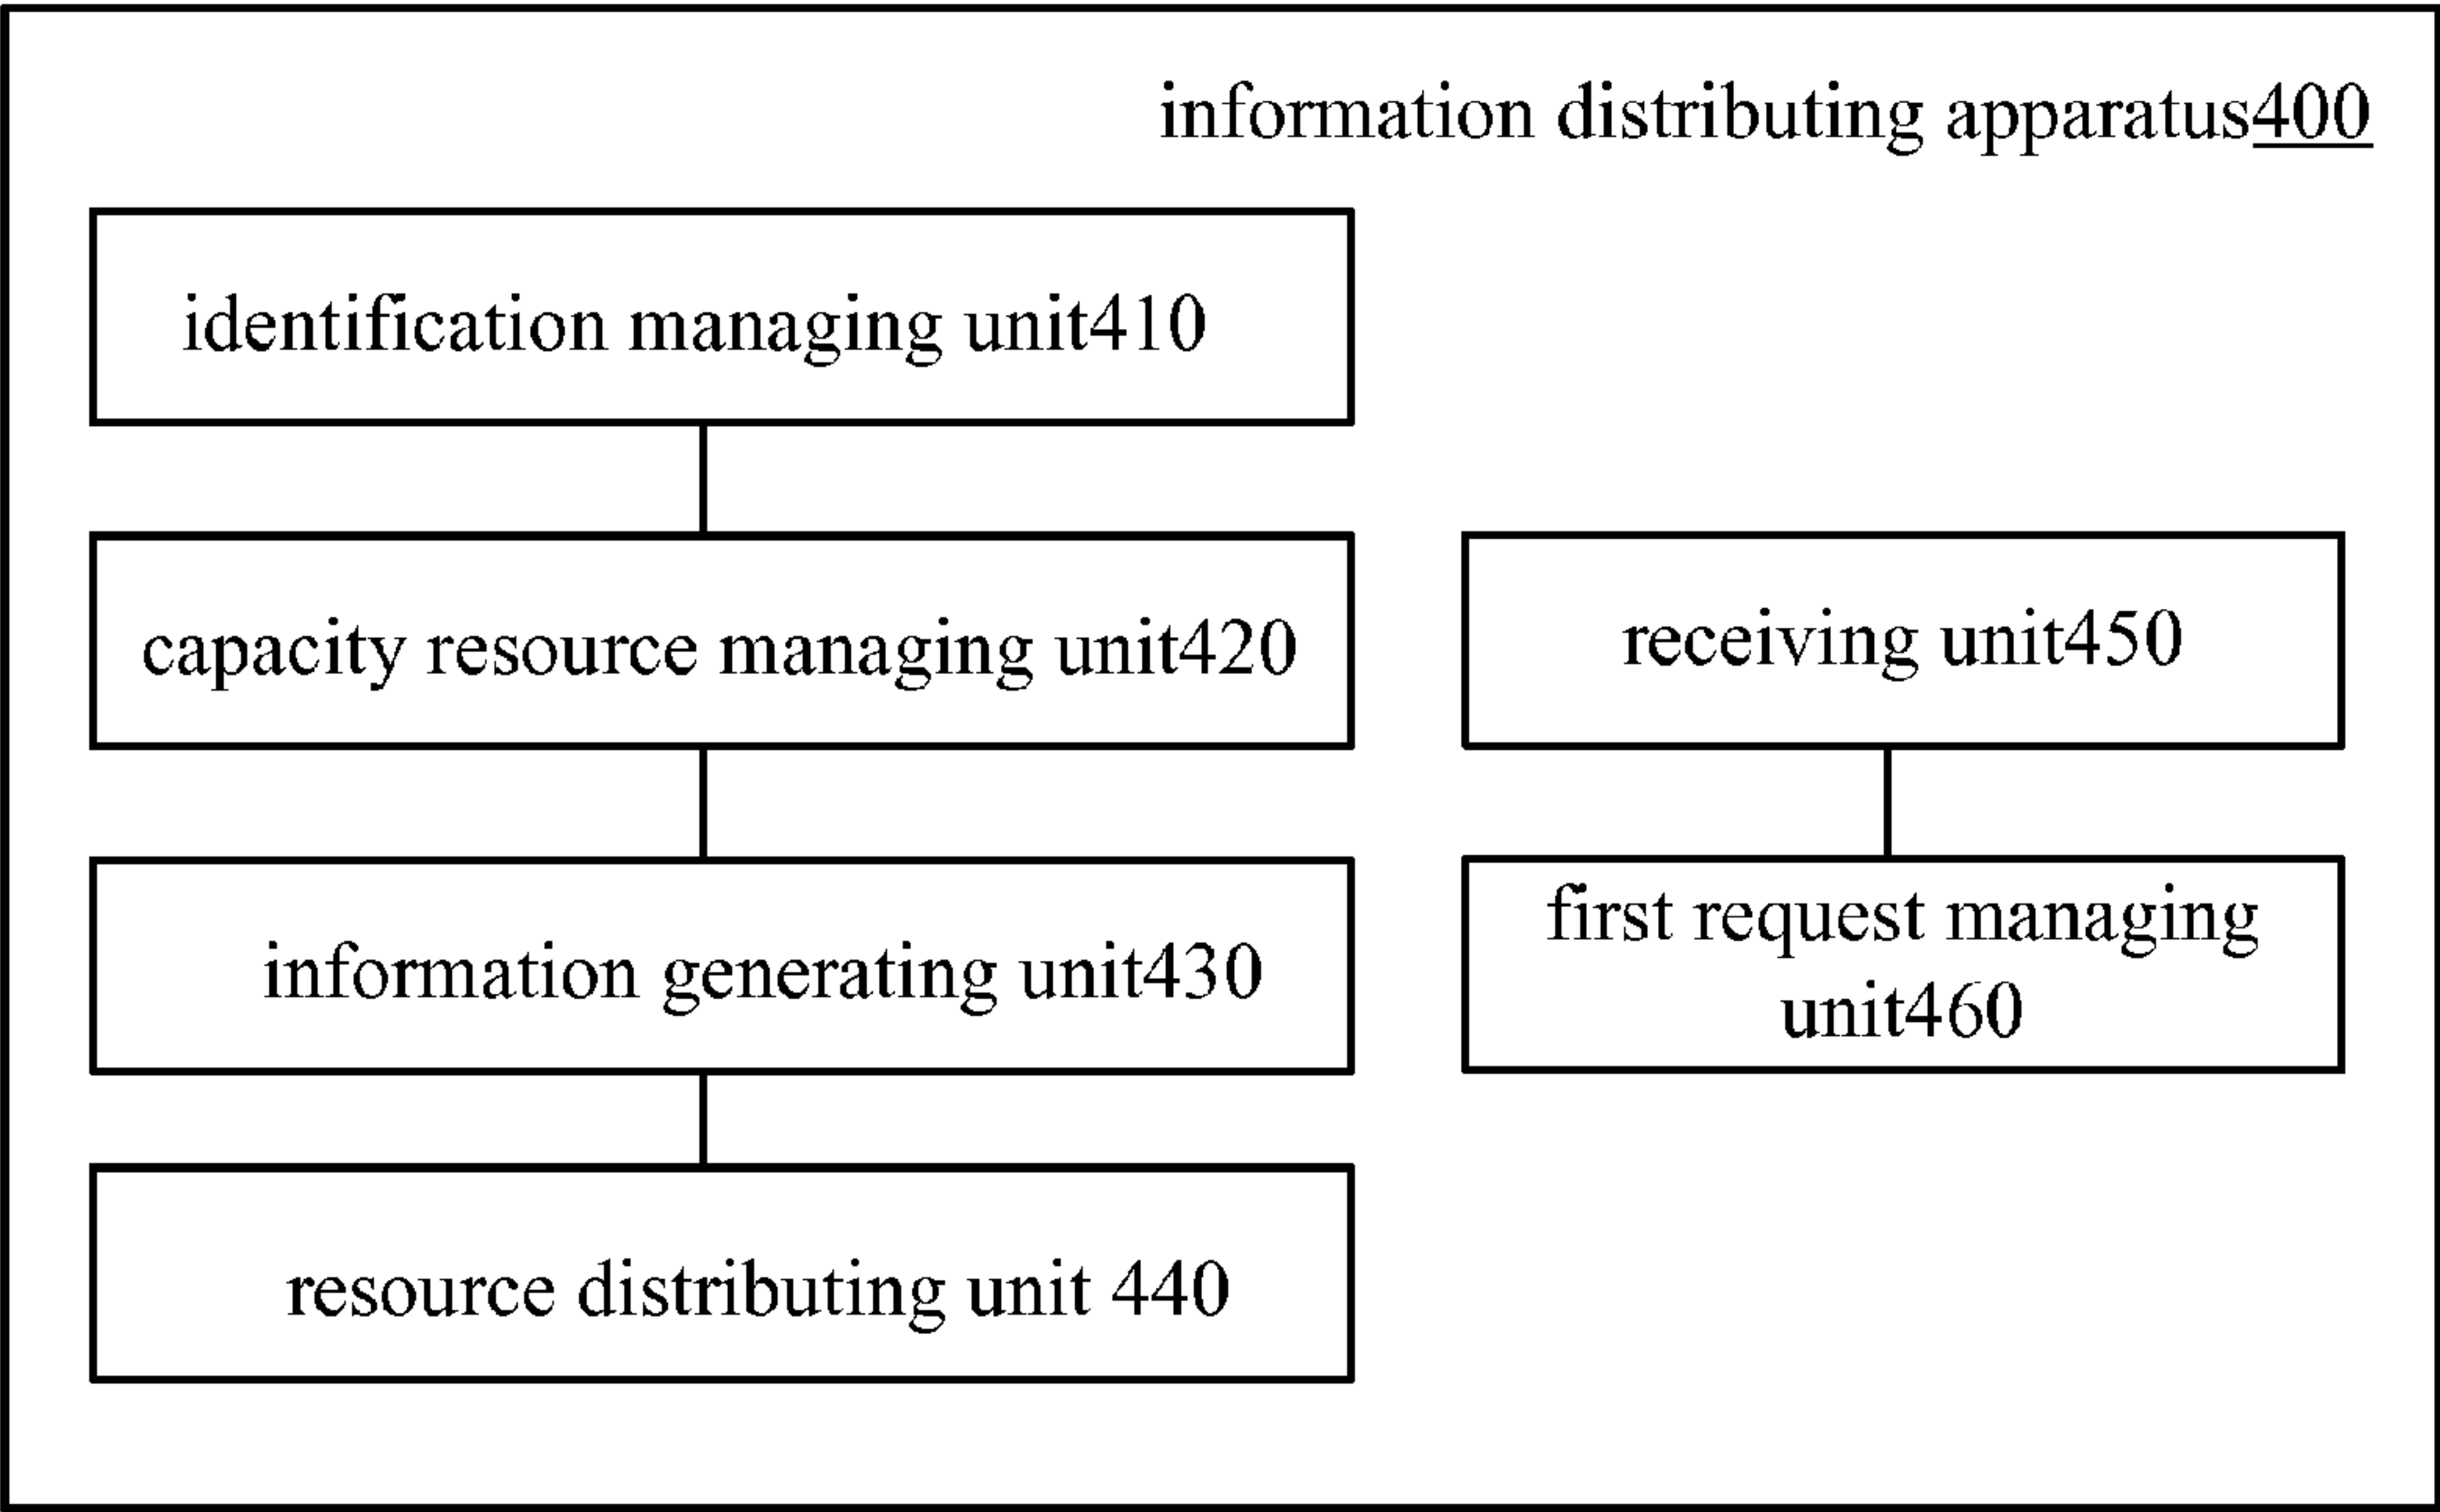 information distributing apparatus400
identification managing unit410
capacity resource managing unit420
information generating unit430
resource distributing unit 440
receiving unit450
first request managing
unit460